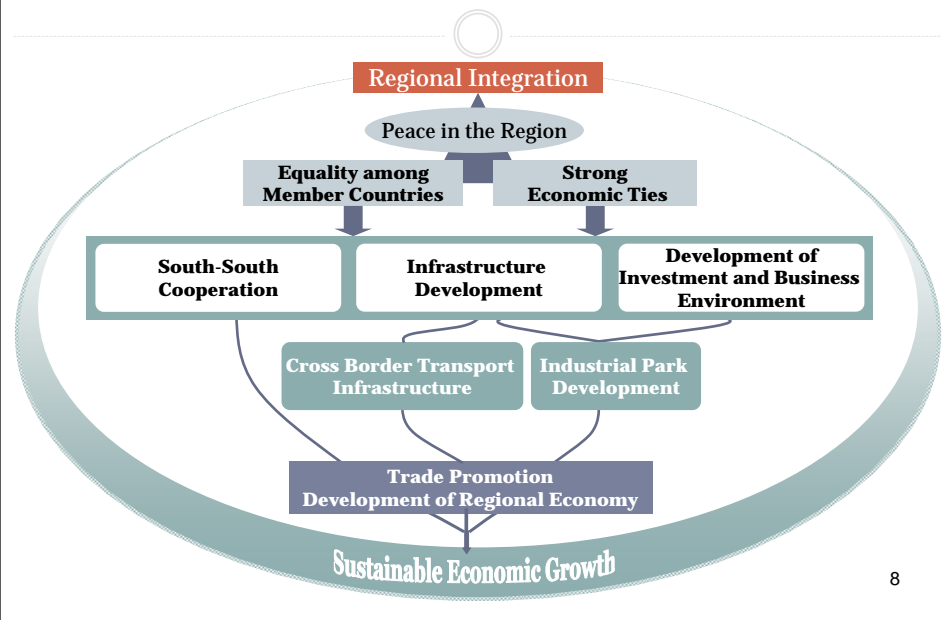 Regional Integration
Peace in the Region
Equality among
Member Countries
Strong
Economic Ties
South-South
Cooperation
Infrastructure
Development
Development of
Investment and Business
Environment
Cross Border Transport
Infrastructure
Industrial Park
Development
Trade Promotion
Development of Regional Economy
Sustainable Economic Growth
8